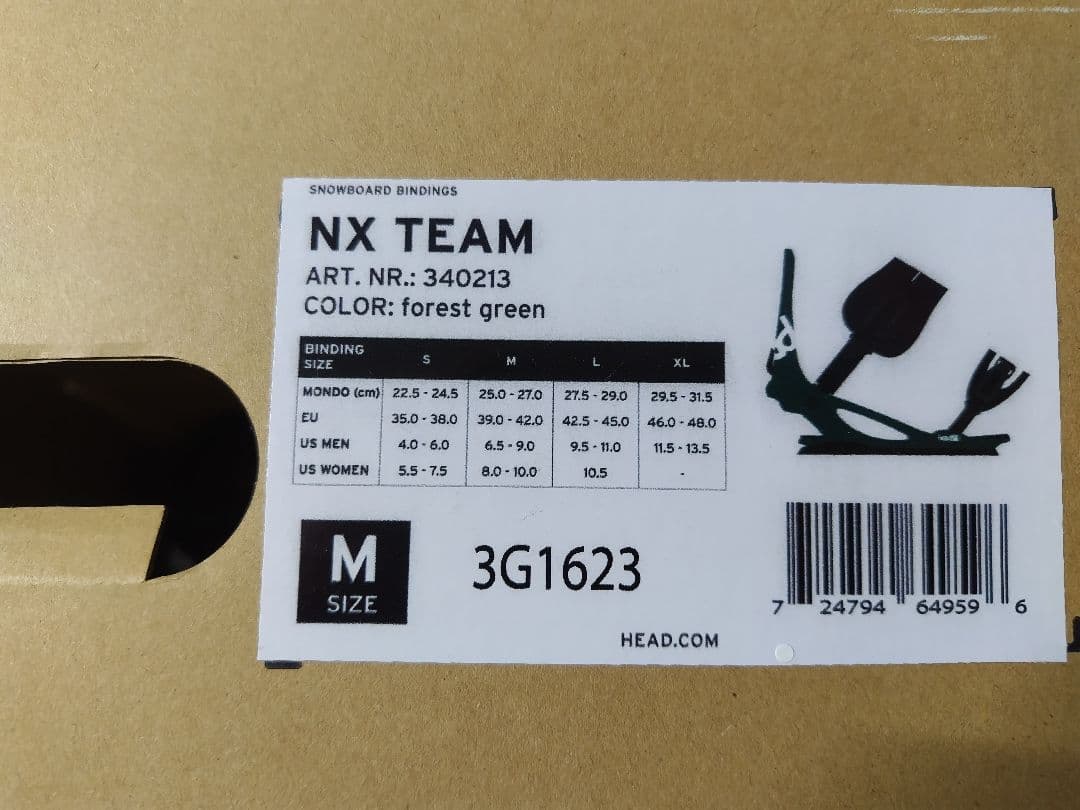 SNOWBOARD BINDINGS
NX TEAM
ART. NR.: 340213
COLOR: forest green
BINDING SIZE S M L XL
MONDO (cm) 22.5 - 24.5 25.0 - 27.0 27.5 - 29.0 29.5 - 31.5
EU 35.0 - 38.0 39.0 - 42.0 42.5 - 45.0 46.0 - 48.0
US MEN 4.0 - 6.0 6.5 - 9.0 9.5 - 11.0 11.5 - 13.5
US WOMEN 5.5 - 7.5 8.0 - 10.0 10.5 -
M
SIZE
3G1623
7 24794 64959 6
HEAD.COM